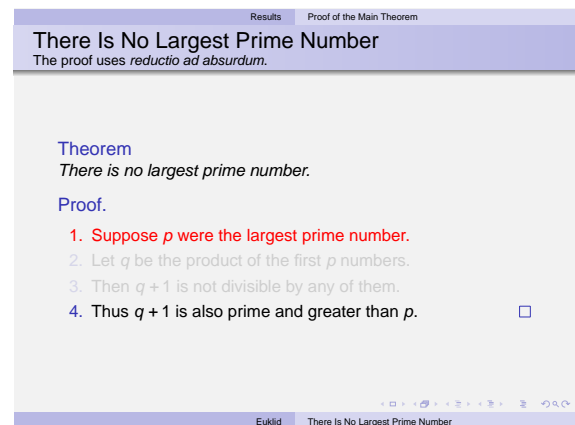 Results Proof of the Main Theorem
There Is No Largest Prime Number
The proof uses reductio ad absurdum.
Theorem
There is no largest prime number.
Proof.
1. Suppose p were the largest prime number.
2. Let q be the product of the first p numbers.
3. Then q + 1 is not divisible by any of them.
4. Thus q + 1 is also prime and greater than p.
Euklid There Is No Largest Prime Number